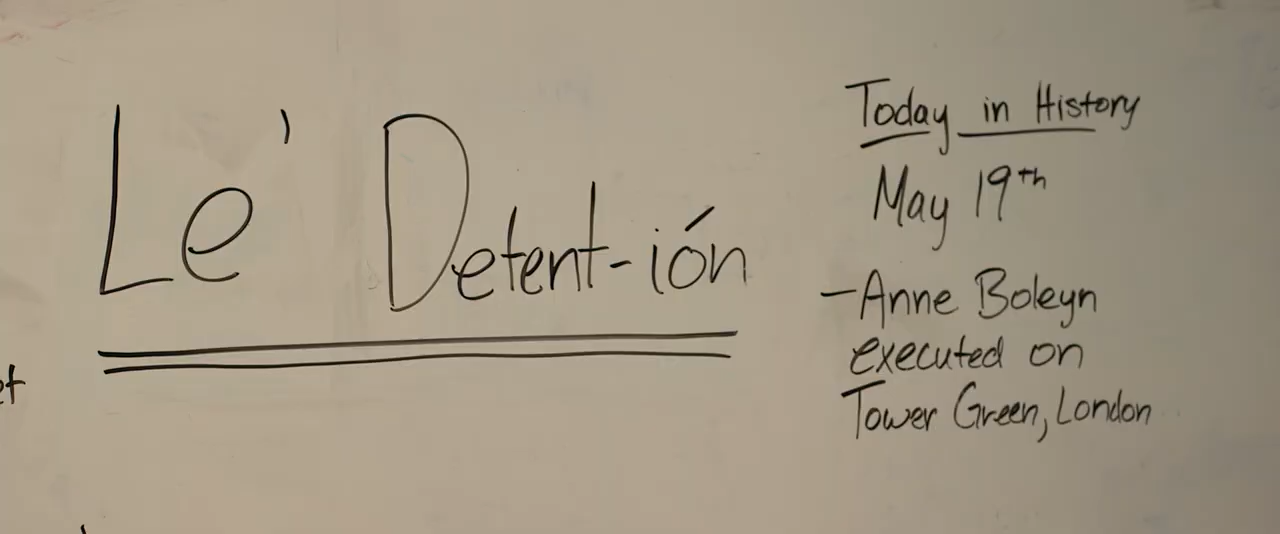 Le' Detent-ión
Today in History
May 19th
-Anne Boleyn
executed on
Tower Green, London